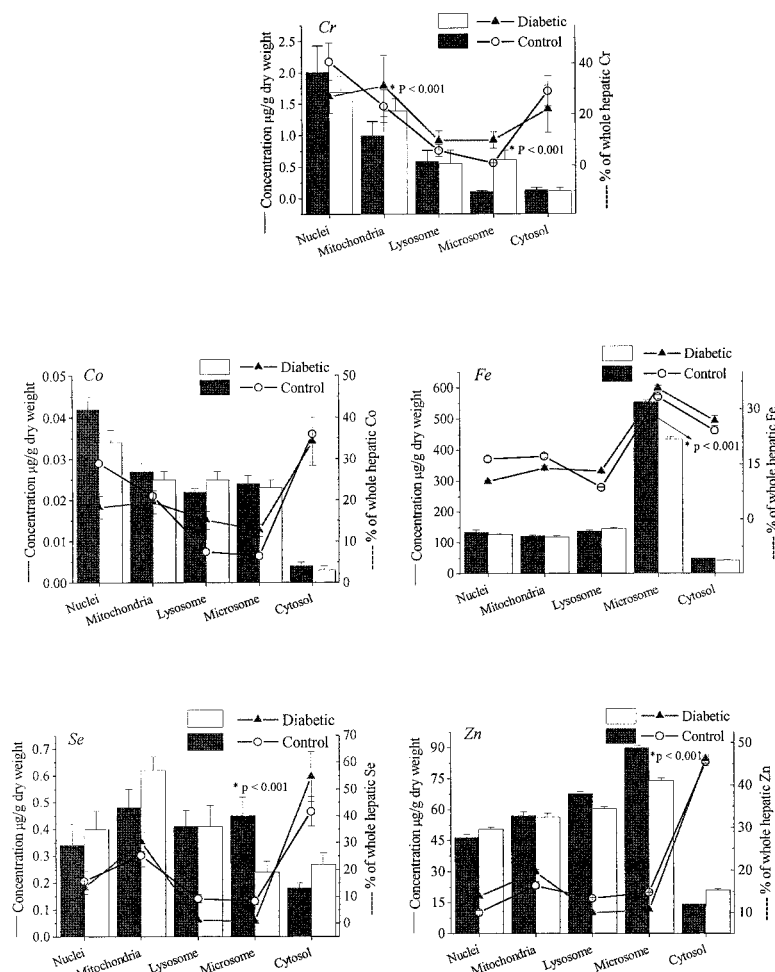 Cr
Diabetic
Control
Concentration µg/g dry weight
2.5
2.0
1.5
1.0
0.5
0.0
* P < 0.001
* P < 0.001
40
20
0
% of whole hepatic Cr
Nuclei
Mitochondria
Lysosome
Microsome
Cytosol
Co
Diabetic
Control
Concentration µg/g dry weight
0.05
0.04
0.03
0.02
0.01
0.00
50
40
30
20
10
0
% of whole hepatic Co
Nuclei
Mitochondria
Lysosome
Microsome
Cytosol
Fe
Diabetic
Control
Concentration µg/g dry weight
600
500
400
300
200
100
0
* p < 0.001
30
15
0
% of whole hepatic Fe
Nuclei
Mitochondria
Lysosome
Microsome
Cytosol
Se
Diabetic
Control
Concentration µg/g dry weight
0.7
0.6
0.5
0.4
0.3
0.2
0.1
0.0
* p < 0.001
70
60
50
40
30
20
10
0
% of whole hepatic Se
Nuclei
Mitochondria
Lysosome
Microsome
Cytosol
Zn
Diabetic
Control
Concentration µg/g dry weight
90
75
60
45
30
15
0
* p < 0.001
50
40
30
20
10
% of whole hepatic Zn
Nuclei
Mitochondria
Lysosome
Microsome
Cytosol